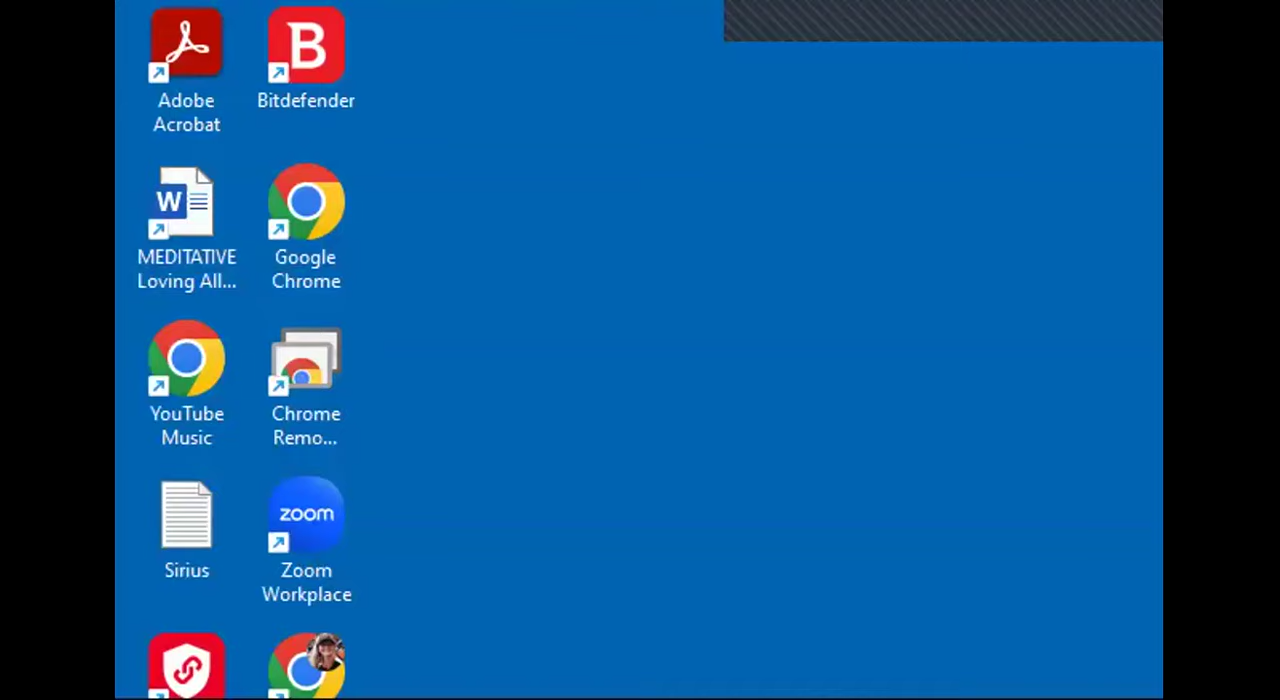 Adobe
Acrobat
Bitdefender
MEDITATIVE
Loving All...
Google
Chrome
YouTube
Music
Chrome
Remo...
Sirius
zoom
Zoom
Workplace